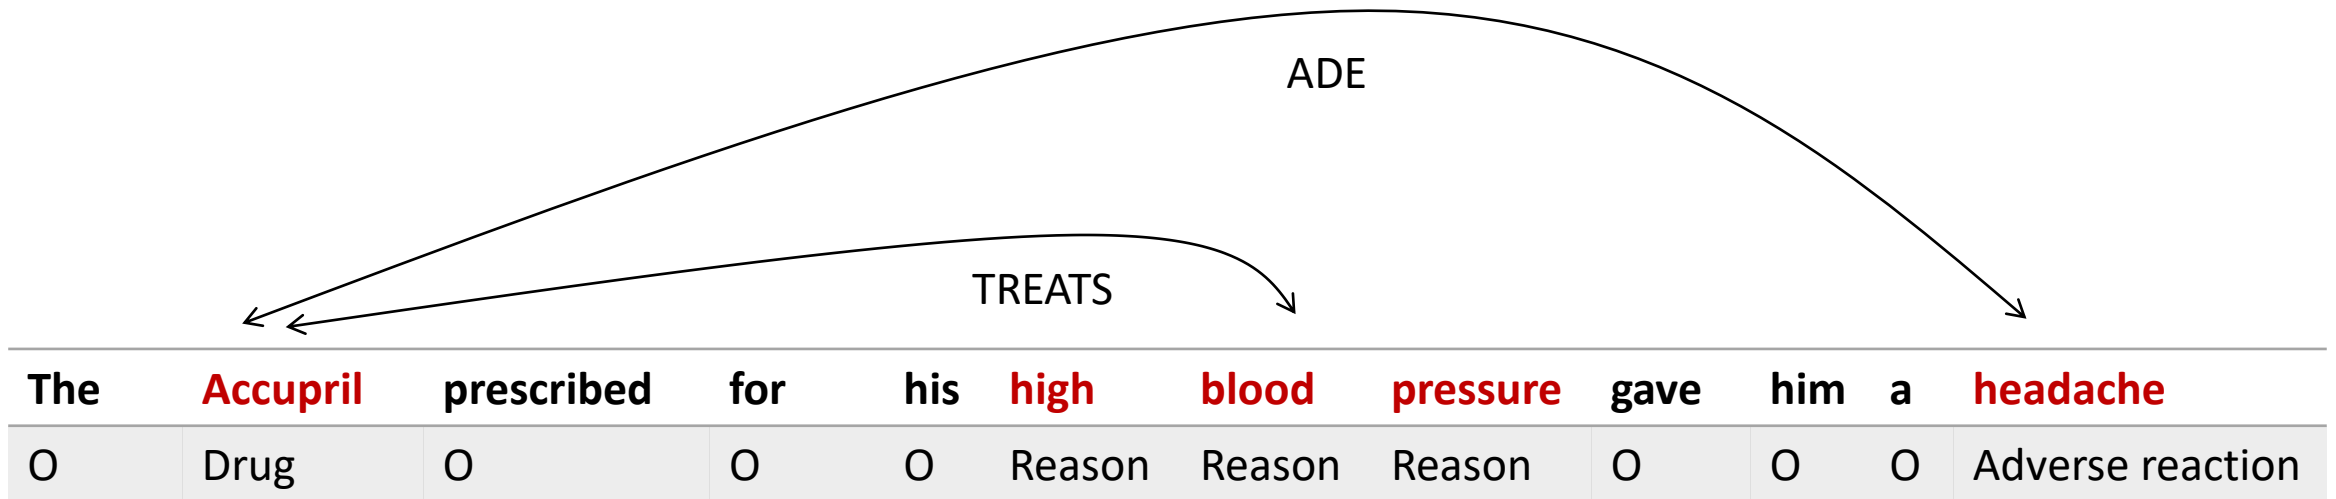 ADE
TREATS
The Accupril prescribed for his high blood pressure gave him a headache
O Drug O O O Reason Reason Reason O O O Adverse reaction